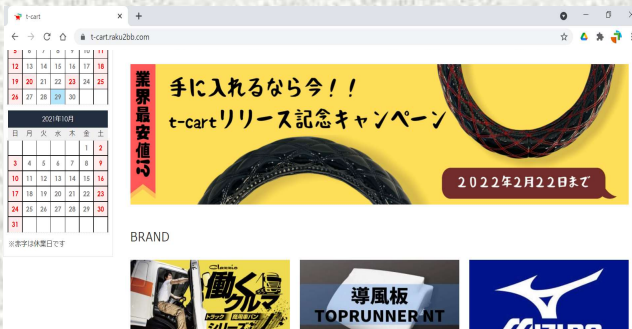 t-cart
t-cart.raku2bb.com
5 6 7 8 9 10 11
12 13 14 15 16 17 18
19 20 21 22 23 24 25
26 27 28 29 30
2021年10月
日 月 火 水 木 金 土
1 2
3 4 5 6 7 8 9
10 11 12 13 14 15 16
17 18 19 20 21 22 23
24 25 26 27 28 29 30
31
※赤字は休業日です
業界最安値!?
手に入れるなら今!!
t-cartリリース記念キャンペーン
2022年2月22日まで
BRAND
Classic
働く
クルマ
トラック 商用車バン
シリーズ
導風板
TOPRUNNER NT
MIZUNO